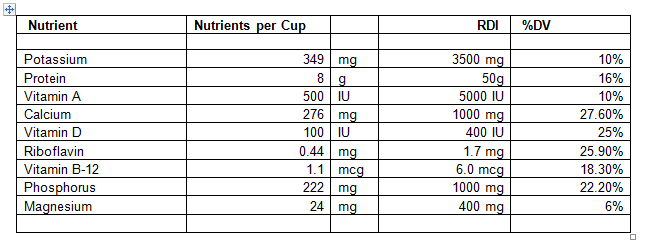 Nutrient Nutrients per Cup RDI %DV
Potassium 349 mg 3500 mg 10%
Protein 8 g 50g 16%
Vitamin A 500 IU 5000 IU 10%
Calcium 276 mg 1000 mg 27.60%
Vitamin D 100 IU 400 IU 25%
Riboflavin 0.44 mg 1.7 mg 25.90%
Vitamin B-12 1.1 mcg 6.0 mcg 18.30%
Phosphorus 222 mg 1000 mg 22.20%
Magnesium 24 mg 400 mg 6%